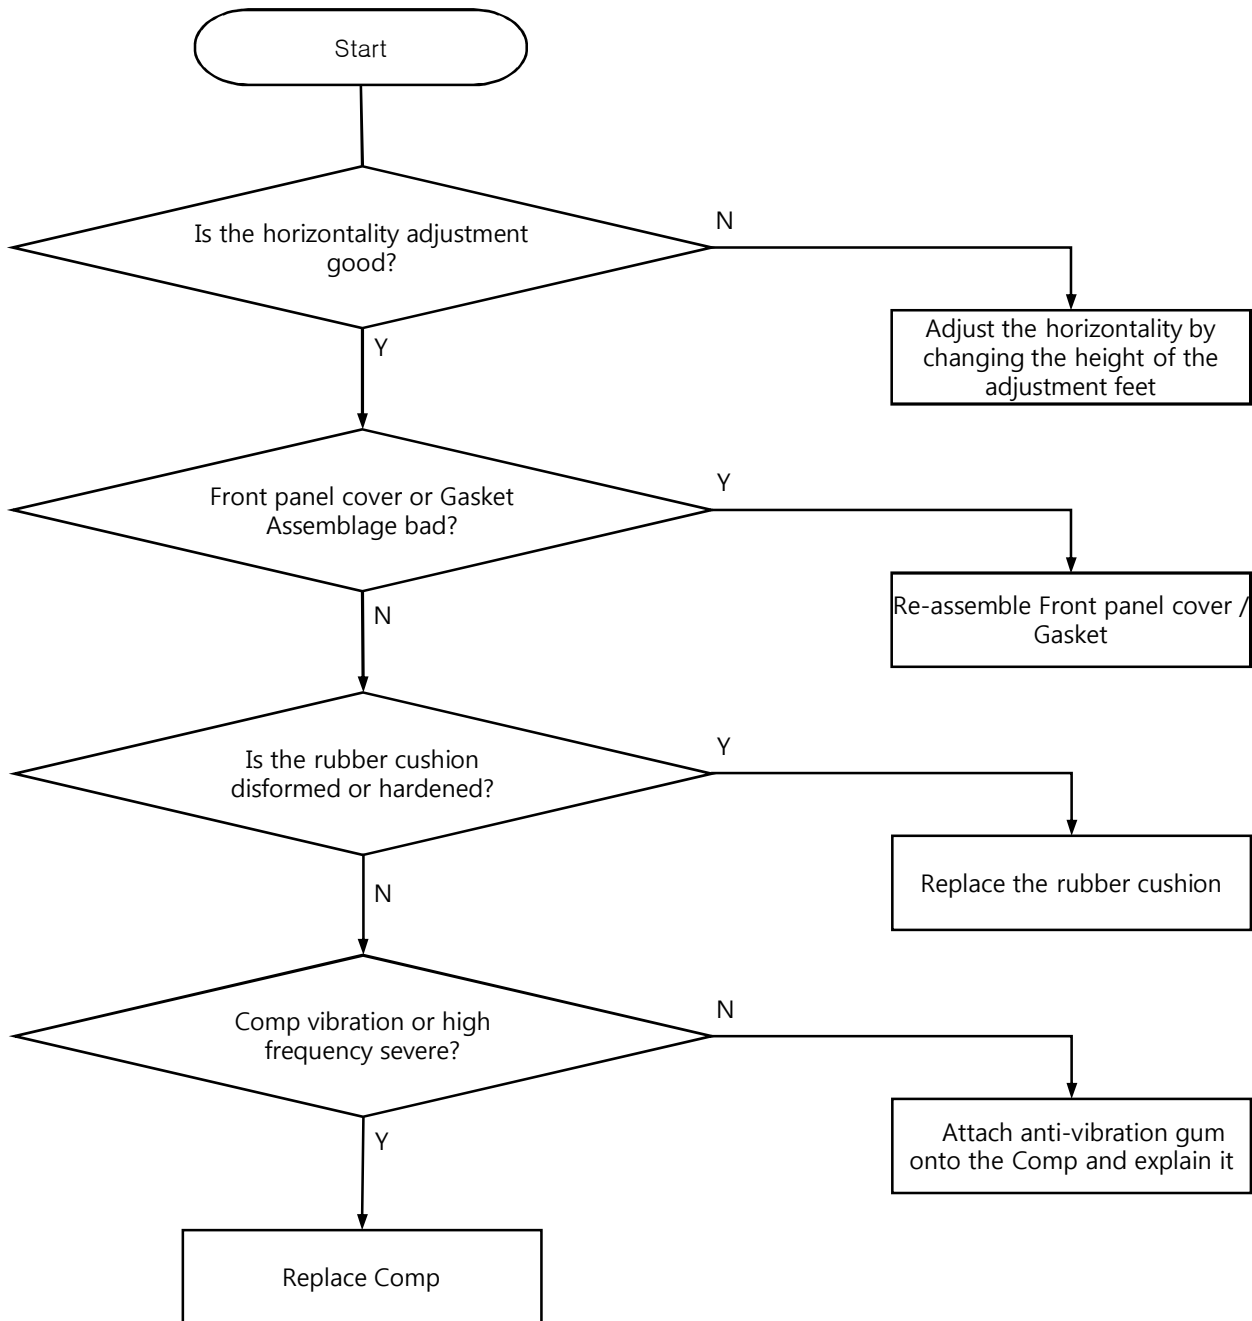 Start
Is the horizontality adjustment
good?
N
Y
Adjust the horizontality by
changing the height of the
adjustment feet
Front panel cover or Gasket
Assemblage bad?
Y
N
Re-assemble Front panel cover /
Gasket
Is the rubber cushion
disformed or hardened?
Y
N
Replace the rubber cushion
Comp vibration or high
frequency severe?
N
Y
Attach anti-vibration gum
onto the Comp and explain it
Replace Comp